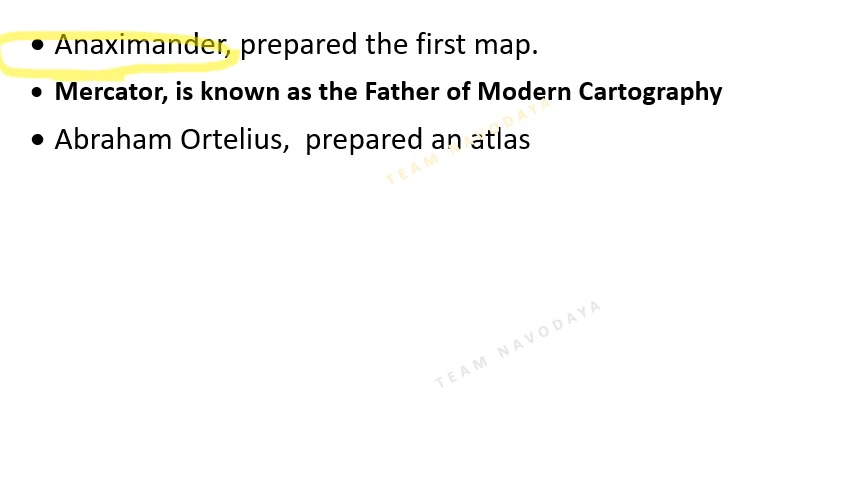 • Anaximander, prepared the first map.
• Mercator, is known as the Father of Modern Cartography
• Abraham Ortelius,  prepared an atlas
TEAM NAVODAYA
TEAM NAVODAYA